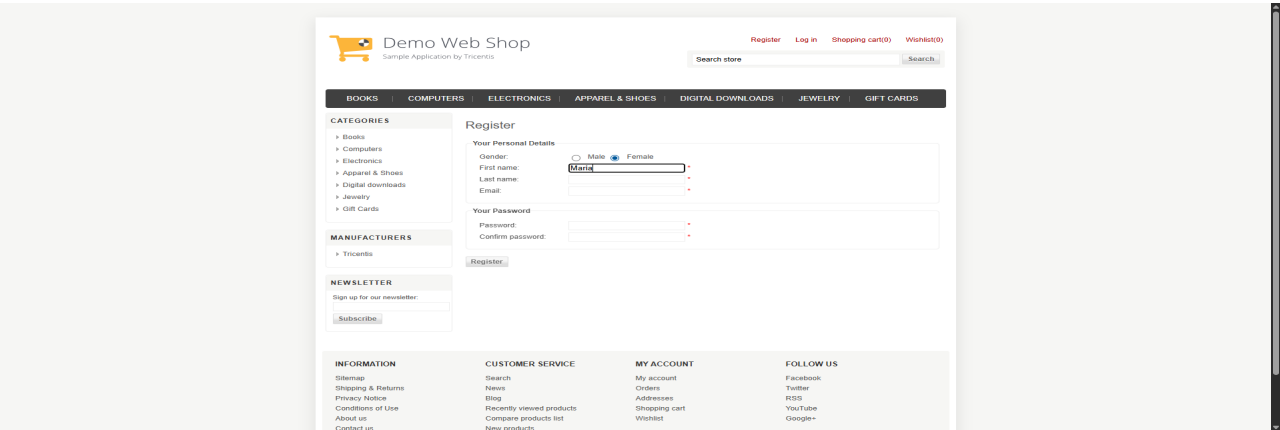 Demo Web Shop
Sample Application by Tricentis
Register Log in Shopping cart(0) Wishlist(0)
Search store Search
BOOKS COMPUTERS ELECTRONICS APPAREL & SHOES DIGITAL DOWNLOADS JEWELRY GIFT CARDS
CATEGORIES
Books
Computers
Electronics
Apparel & Shoes
Digital downloads
Jewelry
Gift Cards
MANUFACTURERS
Tricentis
NEWSLETTER
Sign up for our newsletter:
Subscribe
Register
Your Personal Details
Gender: Male Female
First name: Maria *
Last name: *
Email: *
Your Password
Password: *
Confirm password: *
Register
INFORMATION
Sitemap
Shipping & Returns
Privacy Notice
Conditions of Use
About us
Contact us
CUSTOMER SERVICE
Search
News
Blog
Recently viewed products
Compare products list
New products
MY ACCOUNT
My account
Orders
Addresses
Shopping cart
Wishlist
FOLLOW US
Facebook
Twitter
RSS
YouTube
Google+